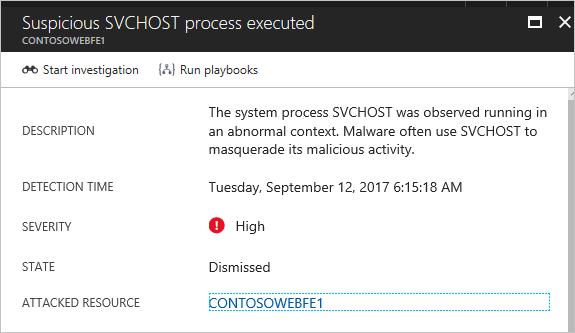 Suspicious SVCHOST process executed
CONTOSOWEBFE1
Start investigation Run playbooks
DESCRIPTION
The system process SVCHOST was observed running in
an abnormal context. Malware often use SVCHOST to
masquerade its malicious activity.
DETECTION TIME Tuesday, September 12, 2017 6:15:18 AM
SEVERITY High
STATE Dismissed
ATTACKED RESOURCE CONTOSOWEBFE1